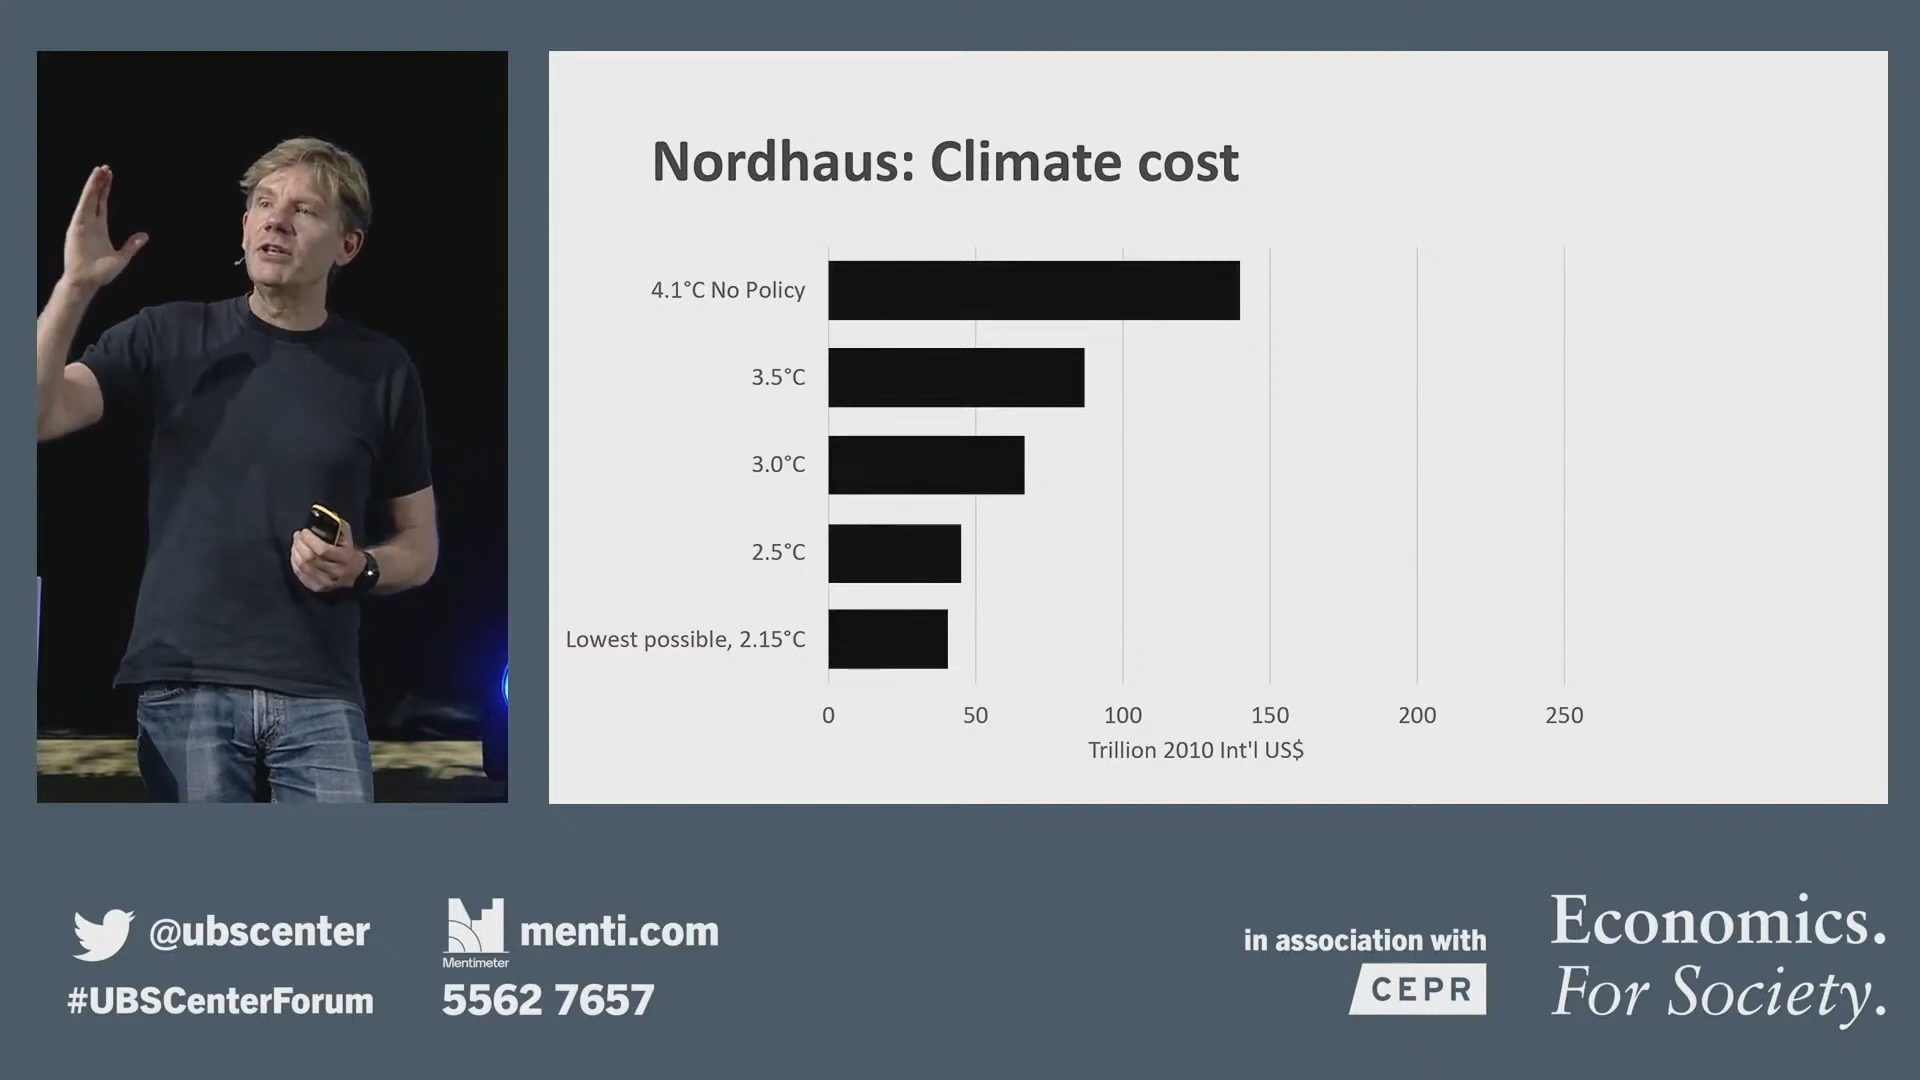 Nordhaus: Climate cost
4.1°C No Policy
3.5°C
3.0°C
2.5°C
Lowest possible, 2.15°C
0 50 100 150 200 250
Trillion 2010 Int'l US$
@ubscenter
#UBSCenterForum
Mentimeter
menti.com
5562 7657
in association with
CEPR
Economics.
For Society.